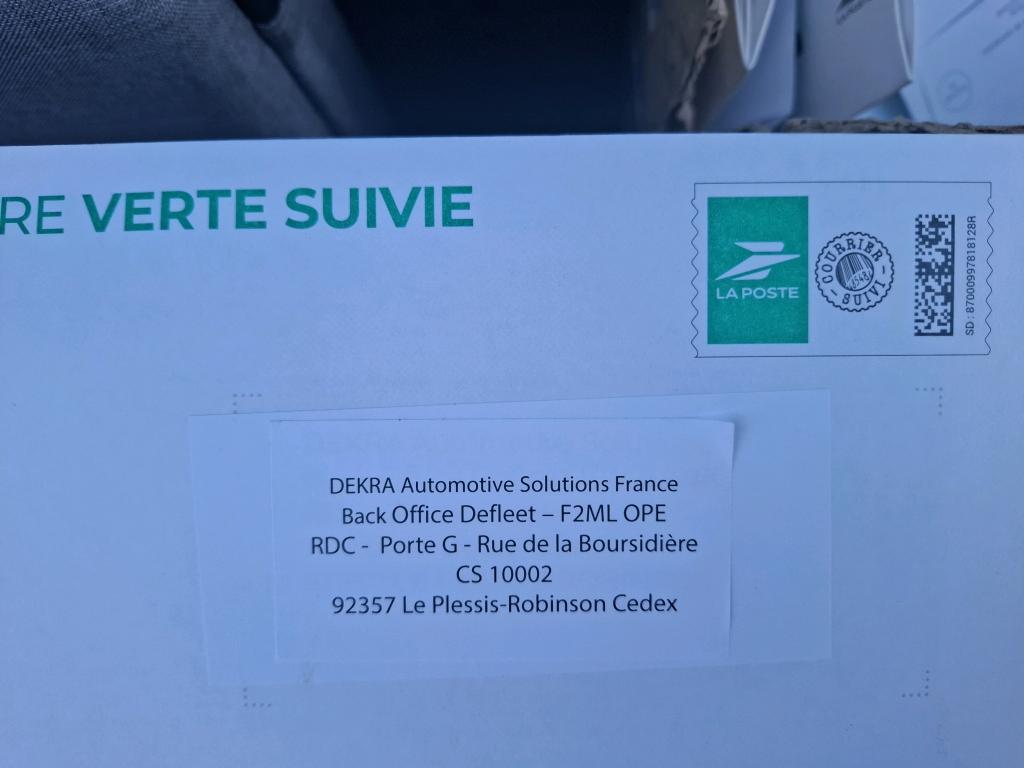 RE VERTE SUIVIE
LA POSTE
COURRIER
SUIVI
SD : 87000997818128R
DEKRA Automotive Solutions France
Back Office Defleet – F2ML OPE
RDC - Porte G - Rue de la Boursidière
CS 10002
92357 Le Plessis-Robinson Cedex